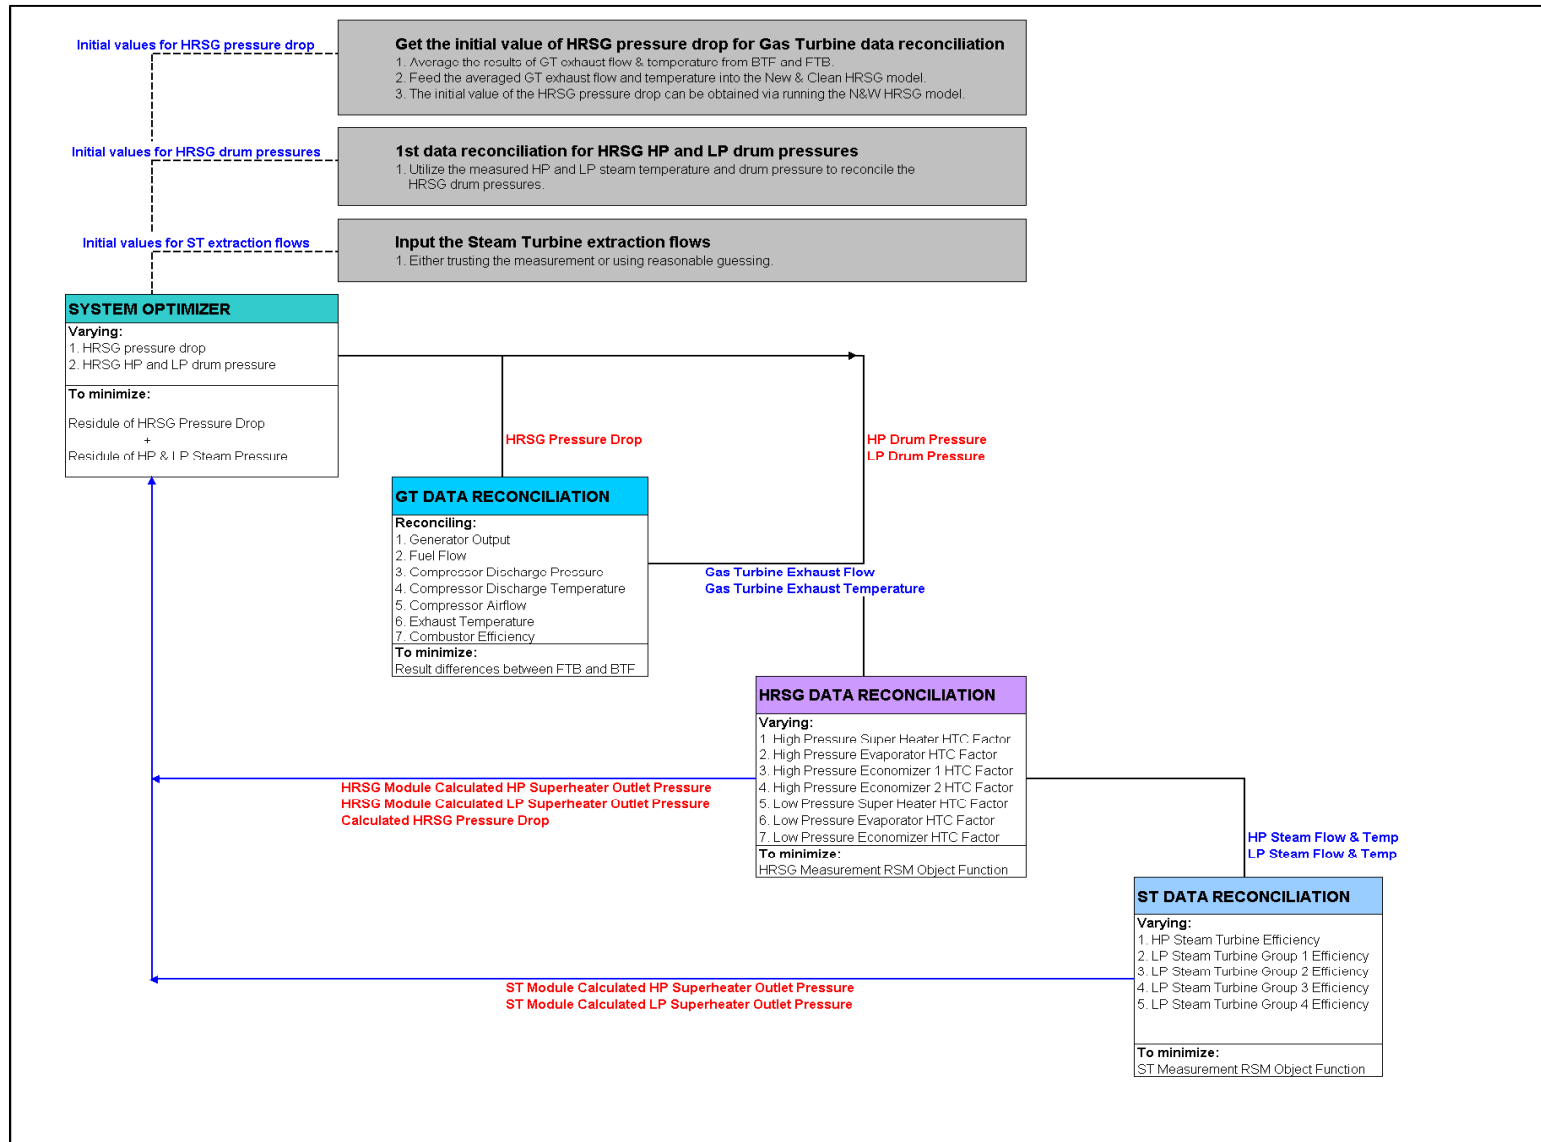 Initial values for HRSG pressure drop
Get the initial value of HRSG pressure drop for Gas Turbine data reconciliation
1. Average the results of GT exhaust flow & temperature from BTF and FTB.
2. Feed the averaged GT exhaust flow and temperature into the New & Clean HRSG model.
3. The initial value of the HRSG pressure drop can be obtained via running the N&W HRSG model.
Initial values for HRSG drum pressures
1st data reconciliation for HRSG HP and LP drum pressures
1. Utilize the measured HP and LP steam temperature and drum pressure to reconcile the
HRSG drum pressures.
Initial values for ST extraction flows
Input the Steam Turbine extraction flows
1. Either trusting the measurement or using reasonable guessing.
SYSTEM OPTIMIZER
Varying:
1. HRSG pressure drop
2. HRSG HP and LP drum pressure
To minimize:
Residule of HRSG Pressure Drop
+
Residule of HP & LP Steam Pressure
HRSG Pressure Drop
HP Drum Pressure
LP Drum Pressure
GT DATA RECONCILIATION
Reconciling:
1. Generator Output
2. Fuel Flow
3. Compressor Discharge Pressure
4. Compressor Discharge Temperature
5. Compressor Airflow
6. Exhaust Temperature
7. Combustor Efficiency
To minimize:
Result differences between FTB and BTF
Gas Turbine Exhaust Flow
Gas Turbine Exhaust Temperature
HRSG DATA RECONCILIATION
Varying:
1. High Pressure Super Heater HTC Factor
2. High Pressure Evaporator HTC Factor
3. High Pressure Economizer 1 HTC Factor
4. High Pressure Economizer 2 HTC Factor
5. Low Pressure Super Heater HTC Factor
6. Low Pressure Evaporator HTC Factor
7. Low Pressure Economizer HTC Factor
To minimize:
HRSG Measurement RSM Object Function
HRSG Module Calculated HP Superheater Outlet Pressure
HRSG Module Calculated LP Superheater Outlet Pressure
Calculated HRSG Pressure Drop
HP Steam Flow & Temp
LP Steam Flow & Temp
ST DATA RECONCILIATION
Varying:
1. HP Steam Turbine Efficiency
2. LP Steam Turbine Group 1 Efficiency
3. LP Steam Turbine Group 2 Efficiency
4. LP Steam Turbine Group 3 Efficiency
5. LP Steam Turbine Group 4 Efficiency
To minimize:
ST Measurement RSM Object Function
ST Module Calculated HP Superheater Outlet Pressure
ST Module Calculated LP Superheater Outlet Pressure